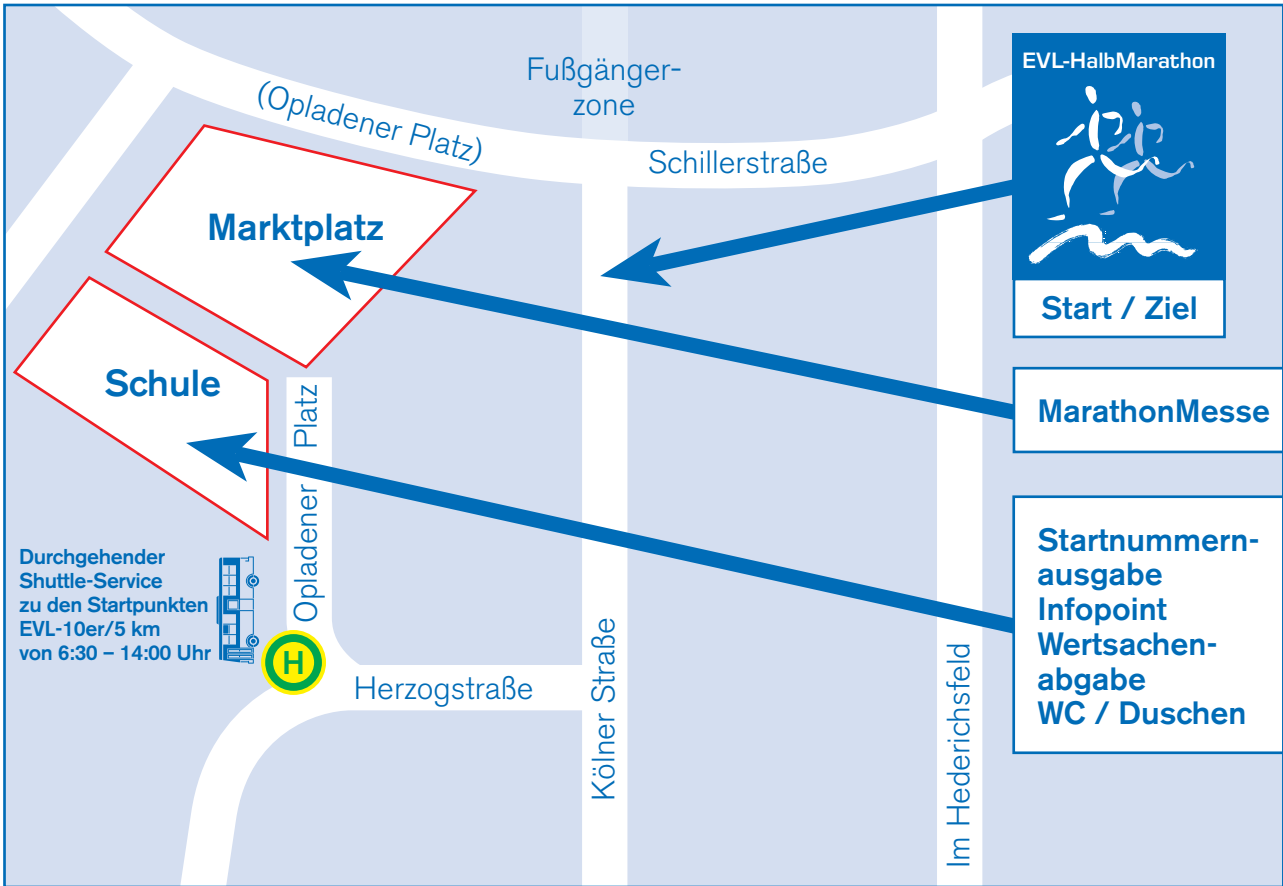 EVL-HalbMarathon
Start / Ziel
Fußgänger-
zone
(Opladener Platz)
Schillerstraße
Marktplatz
MarathonMesse
Schule
Opladener Platz
Startnummern-
ausgabe
Infopoint
Wertsachen-
abgabe
WC / Duschen
Durchgehender
Shuttle-Service
zu den Startpunkten
EVL-10er/5 km
von 6:30 – 14:00 Uhr
H
Herzogstraße
Kölner Straße
Im Hederichsfeld